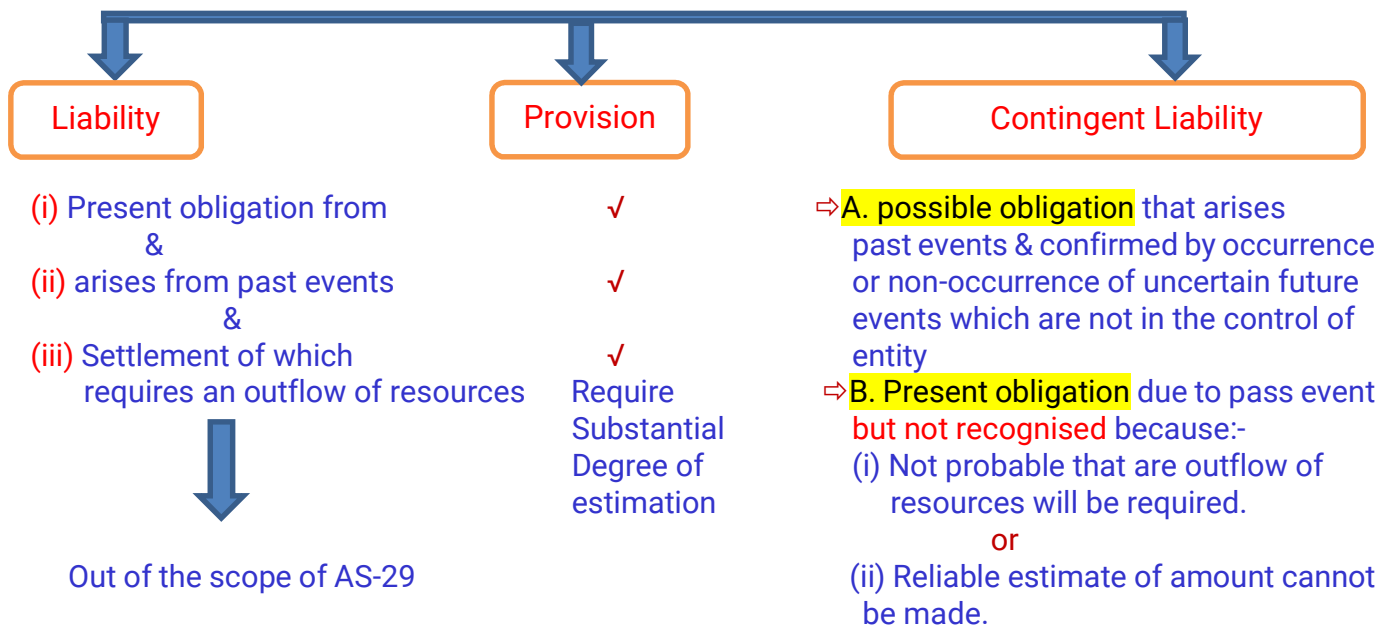 Liability
Provision
Contingent Liability
(i) Present obligation from
&
(ii) arises from past events
&
(iii) Settlement of which
requires an outflow of resources
Out of the scope of AS-29
√
√
√
Require
Substantial
Degree of
estimation
⇨A. possible obligation that arises
past events & confirmed by occurrence
or non-occurrence of uncertain future
events which are not in the control of
entity
⇨B. Present obligation due to pass event
but not recognised because:-
(i) Not probable that are outflow of
resources will be required.
or
(ii) Reliable estimate of amount cannot
be made.